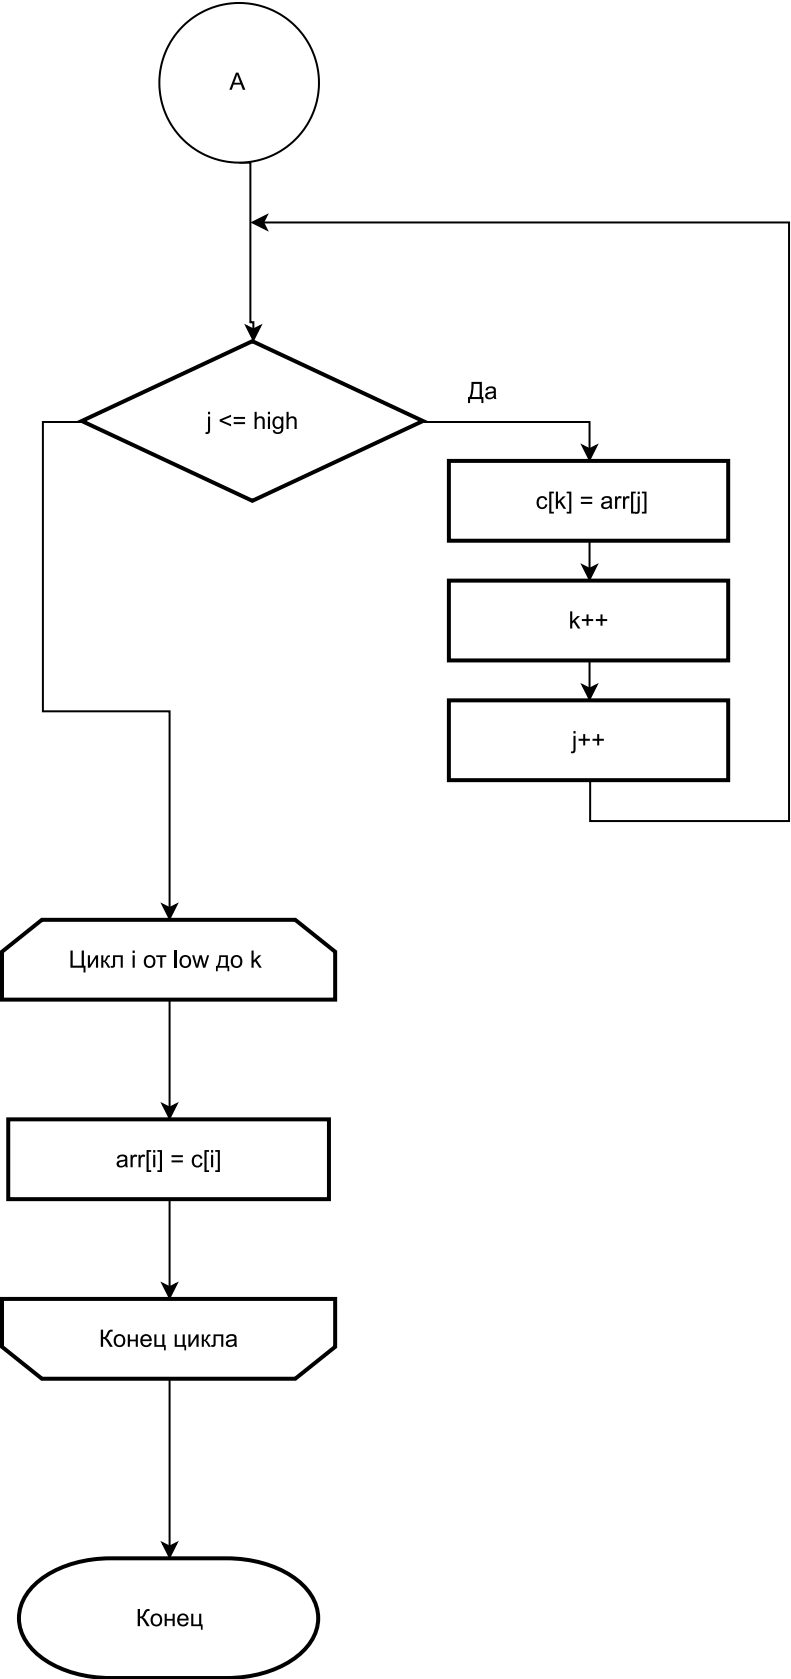 A
j <= high
Да
c[k] = arr[j]
k++
j++
Цикл i от low до k
arr[i] = c[i]
Конец цикла
Конец